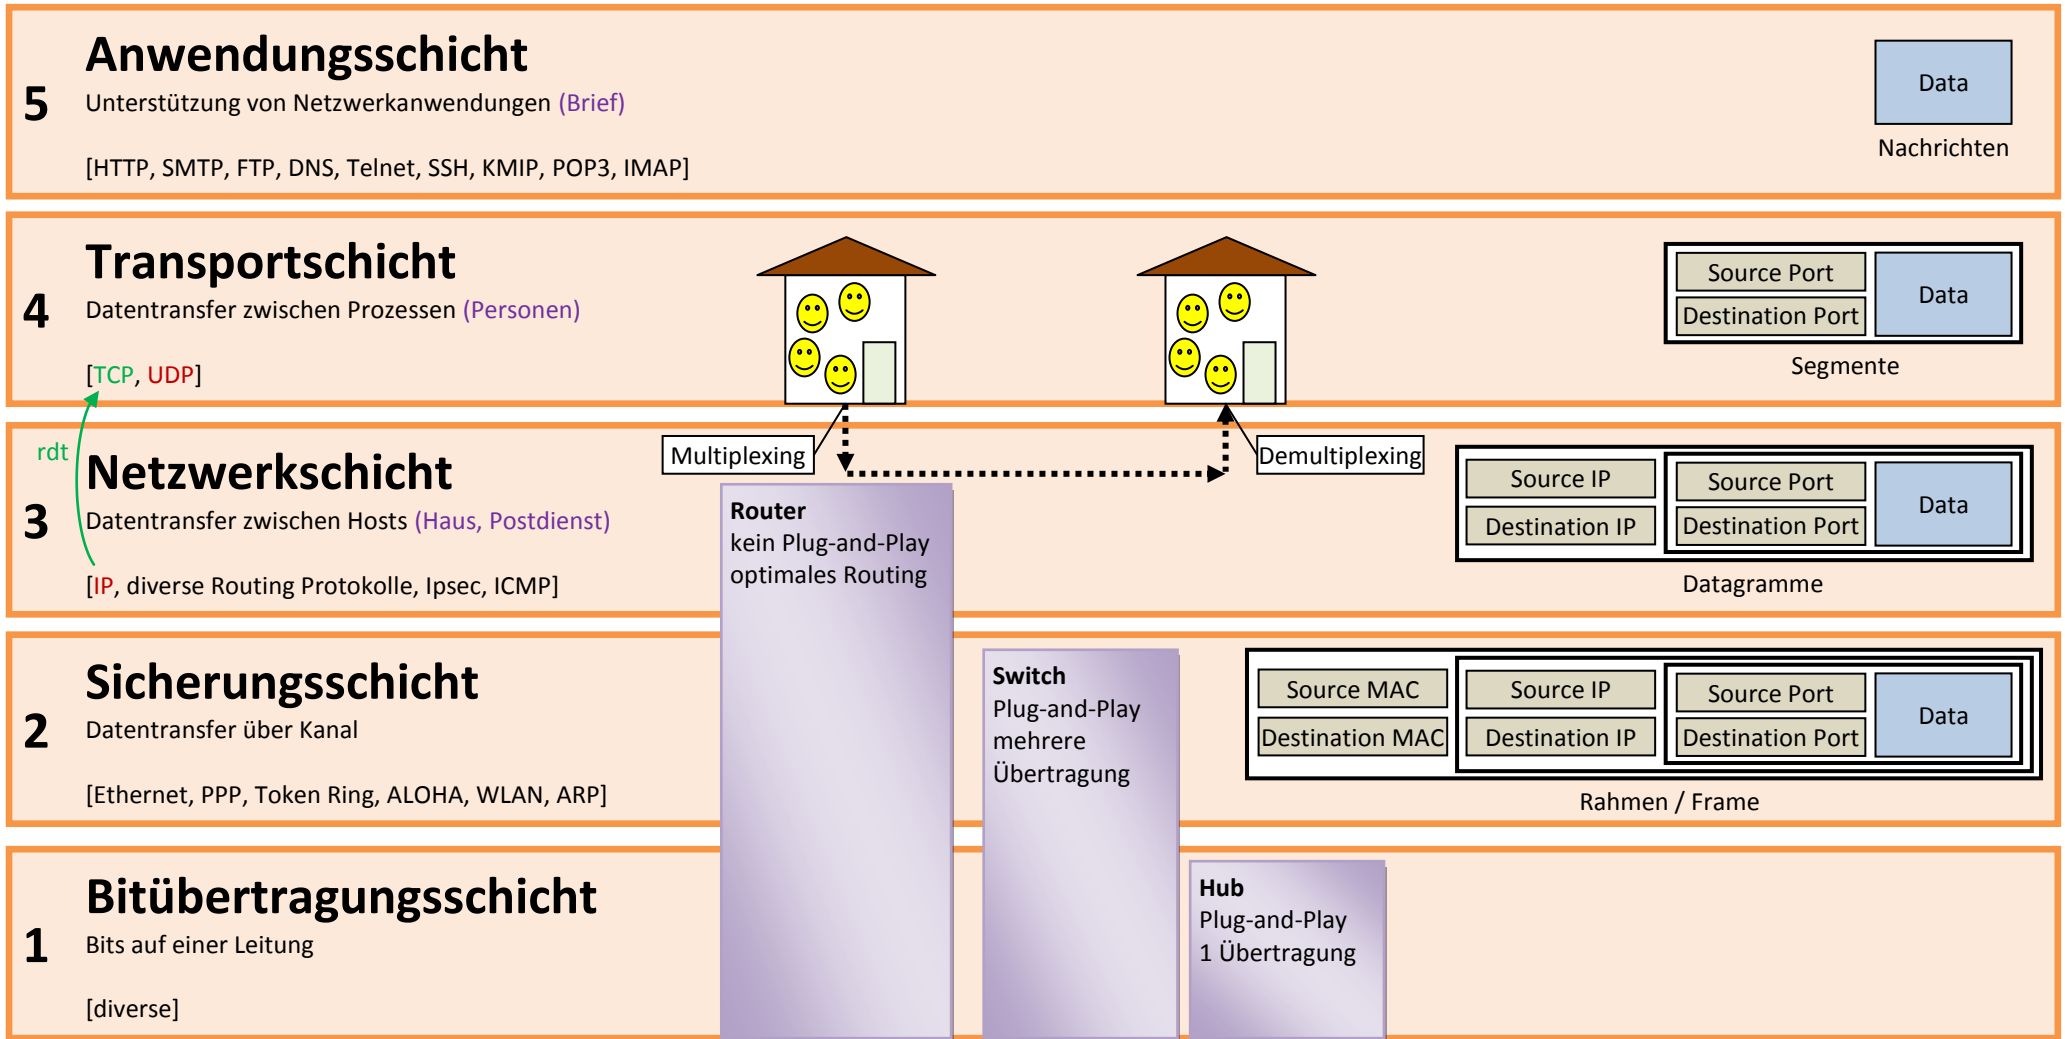 Anwendungsschicht
5
Unterstützung von Netzwerkanwendungen (Brief)
[HTTP, SMTP, FTP, DNS, Telnet, SSH, KMIP, POP3, IMAP]
Data
Nachrichten
Transportschicht
4
Datentransfer zwischen Prozessen (Personen)
[TCP, UDP]
Source Port
Destination Port
Data
Segmente
rdt
Multiplexing
Demultiplexing
Netzwerkschicht
3
Datentransfer zwischen Hosts (Haus, Postdienst)
[IP, diverse Routing Protokolle, Ipsec, ICMP]
Router
kein Plug-and-Play
optimales Routing
Source IP
Destination IP
Source Port
Destination Port
Data
Datagramme
Sicherungsschicht
2
Datentransfer über Kanal
[Ethernet, PPP, Token Ring, ALOHA, WLAN, ARP]
Switch
Plug-and-Play
mehrere
Übertragung
Source MAC
Destination MAC
Source IP
Destination IP
Source Port
Destination Port
Data
Rahmen / Frame
Bitübertragungsschicht
1
Bits auf einer Leitung
[diverse]
Hub
Plug-and-Play
1 Übertragung